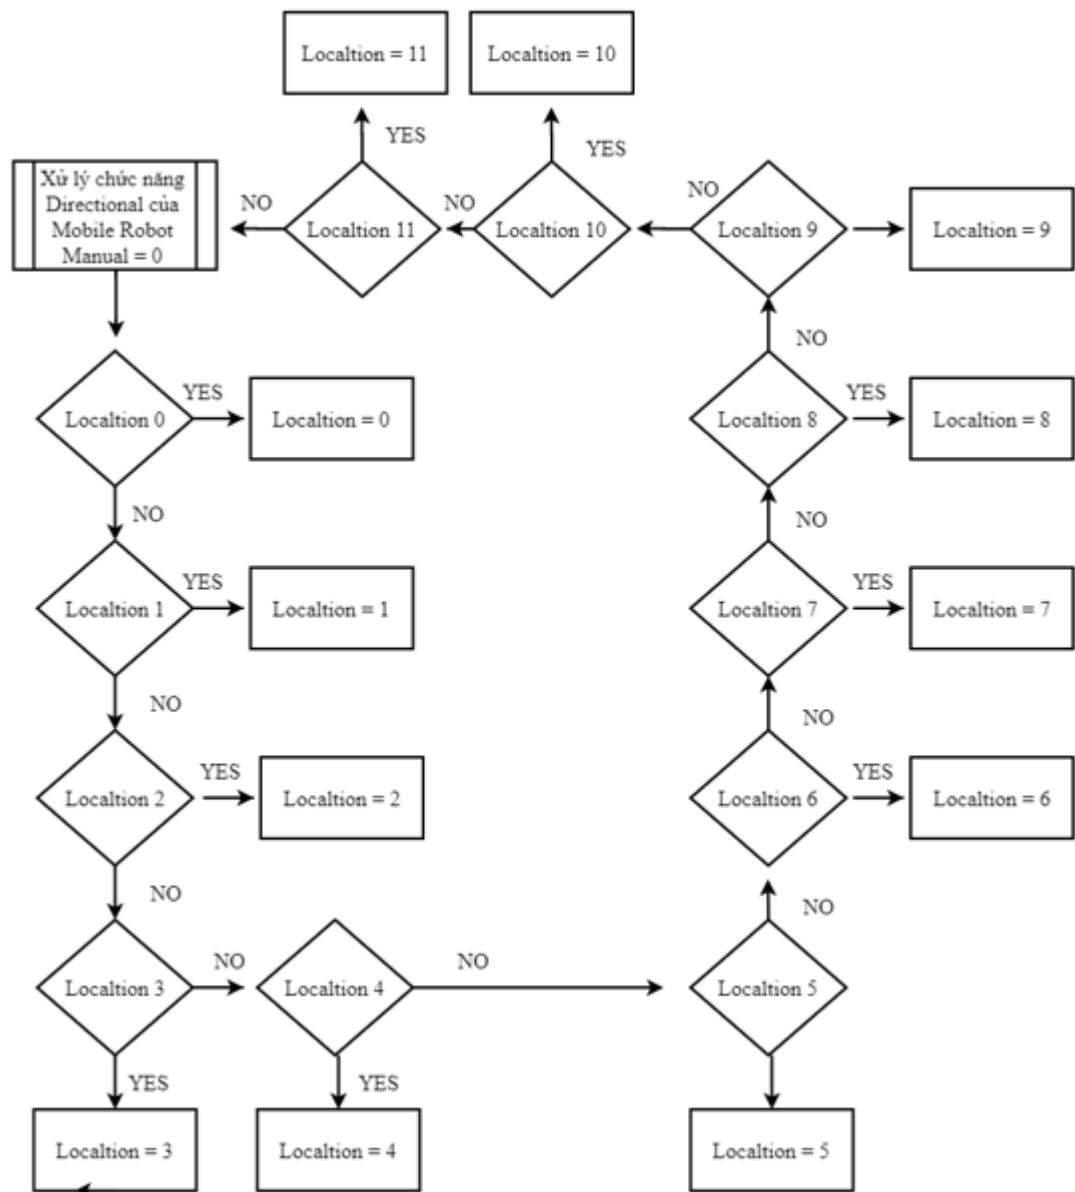 Localtion = 11
Localtion = 10
YES
YES
Xử lý chức năng
Directional của
Mobile Robot
Manual = 0
NO
Localtion 11
NO
Localtion 10
NO
Localtion 9
Localtion = 9
NO
Localtion 0
YES
Localtion = 0
Localtion 8
YES
Localtion = 8
NO
NO
Localtion 1
YES
Localtion = 1
Localtion 7
YES
Localtion = 7
NO
NO
Localtion 2
YES
Localtion = 2
Localtion 6
YES
Localtion = 6
NO
NO
Localtion 3
NO
Localtion 4
NO
Localtion 5
YES
YES
Localtion = 3
Localtion = 4
Localtion = 5